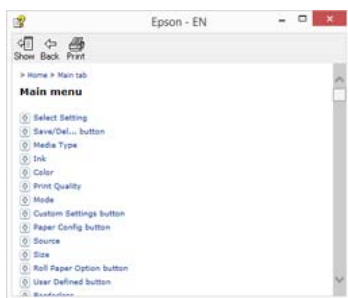 Epson - EN
Show Back Print
> Home > Main tab
Main menu
Select Setting
Save/Del... button
Media Type
Ink
Color
Print Quality
Mode
Custom Settings button
Paper Config button
Source
Size
Roll Paper Option button
User Defined button
Borderless